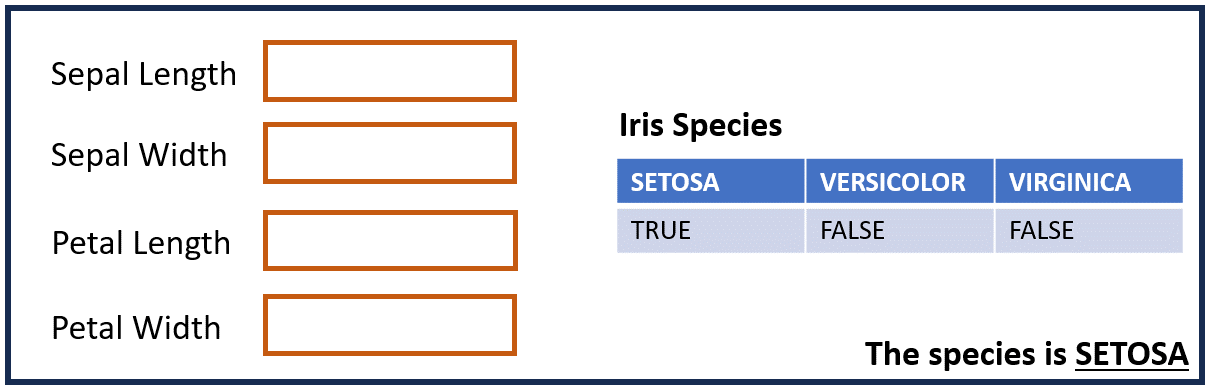 Sepal Length
Sepal Width
Petal Length
Petal Width
Iris Species
SETOSA VERSICOLOR VIRGINICA
TRUE FALSE FALSE
The species is SETOSA